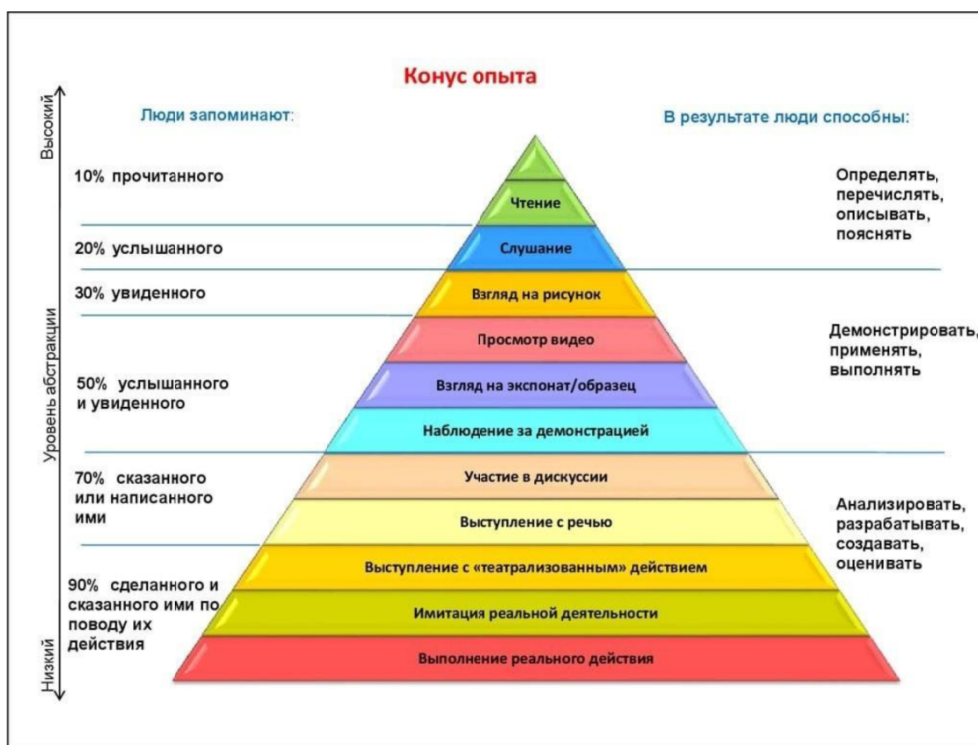 Конус опыта
Люди запоминают:
В результате люди способны:
Высокий
Уровень абстракции
Низкий
10% прочитанного
20% услышанного
30% увиденного
50% услышанного
и увиденного
70% сказанного
или написанного
ими
90% сделанного и
сказанного ими по
поводу их
действия
Чтение
Слушание
Взгляд на рисунок
Просмотр видео
Взгляд на экспонат/образец
Наблюдение за демонстрацией
Участие в дискуссии
Выступление с речью
Выступление с «театрализованным» действием
Имитация реальной деятельности
Выполнение реального действия
Определять,
перечислять,
описывать,
пояснять
Демонстрировать,
применять,
выполнять
Анализировать,
разрабатывать,
создавать,
оценивать